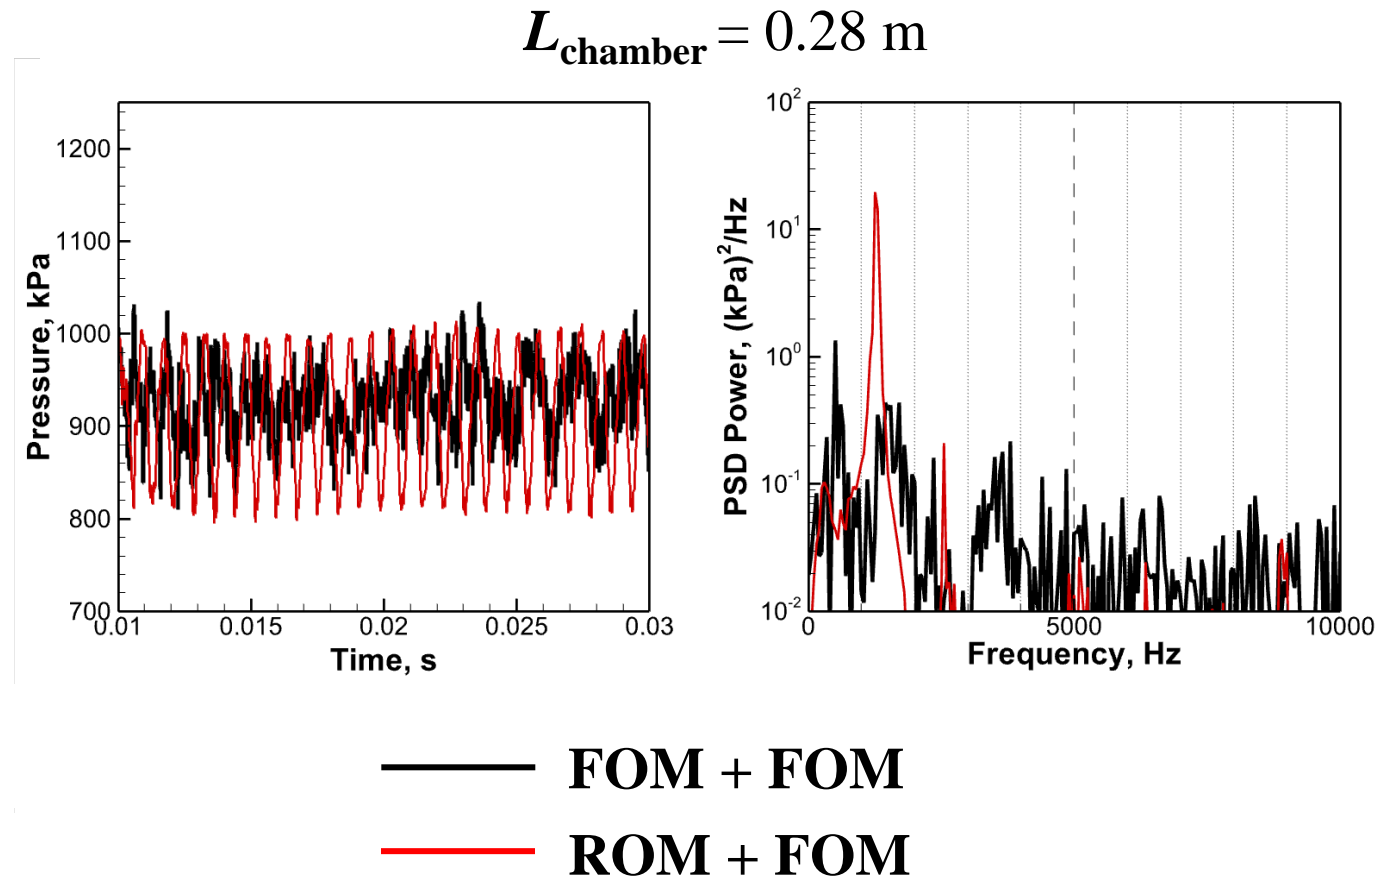 L chamber = 0.28 m
1200
1100
1000
900
800
700
Pressure, kPa
0.01 0.015 0.02 0.025 0.03
Time, s
10²
10¹
10⁰
10⁻¹
10⁻²
PSD Power, (kPa)²/Hz
0 5000 10000
Frequency, Hz
FOM + FOM
ROM + FOM